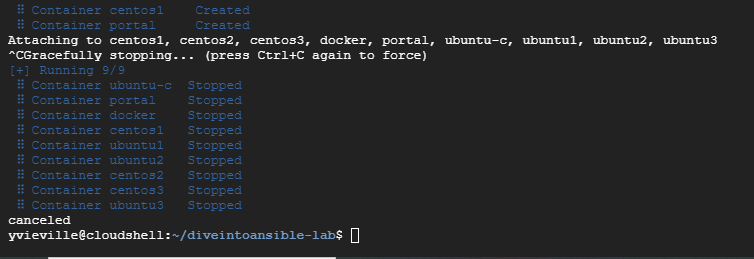 ⠿ Container centos1    Created
⠿ Container portal     Created
Attaching to centos1, centos2, centos3, docker, portal, ubuntu-c, ubuntu1, ubuntu2, ubuntu3
^CGracefully stopping... (press Ctrl+C again to force)
[+] Running 9/9
⠿ Container ubuntu-c  Stopped
⠿ Container portal    Stopped
⠿ Container docker    Stopped
⠿ Container centos1   Stopped
⠿ Container ubuntu1   Stopped
⠿ Container ubuntu2   Stopped
⠿ Container centos2   Stopped
⠿ Container centos3   Stopped
⠿ Container ubuntu3   Stopped
canceled
yvieville@cloudshell:~/diveintoansible-lab$